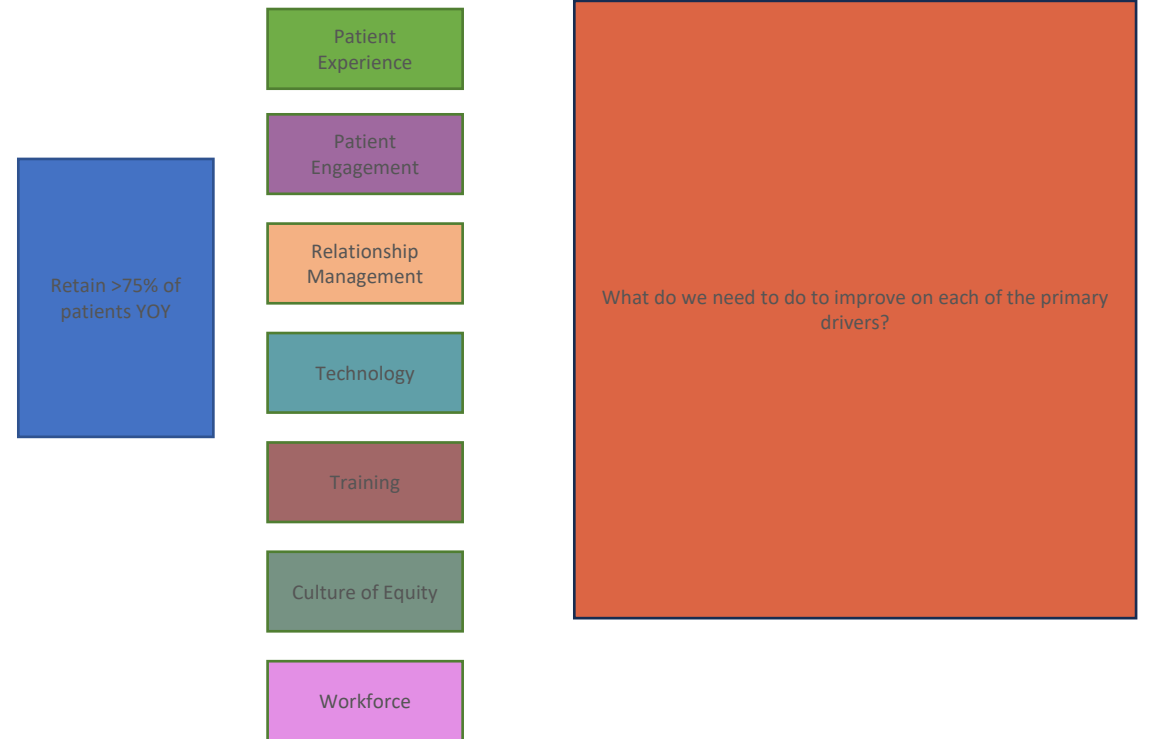 Patient
Experience
Patient
Engagement
Retain >75% of
patients YOY
Relationship
Management
Technology
Training
Culture of Equity
Workforce
What do we need to do to improve on each of the primary
drivers?